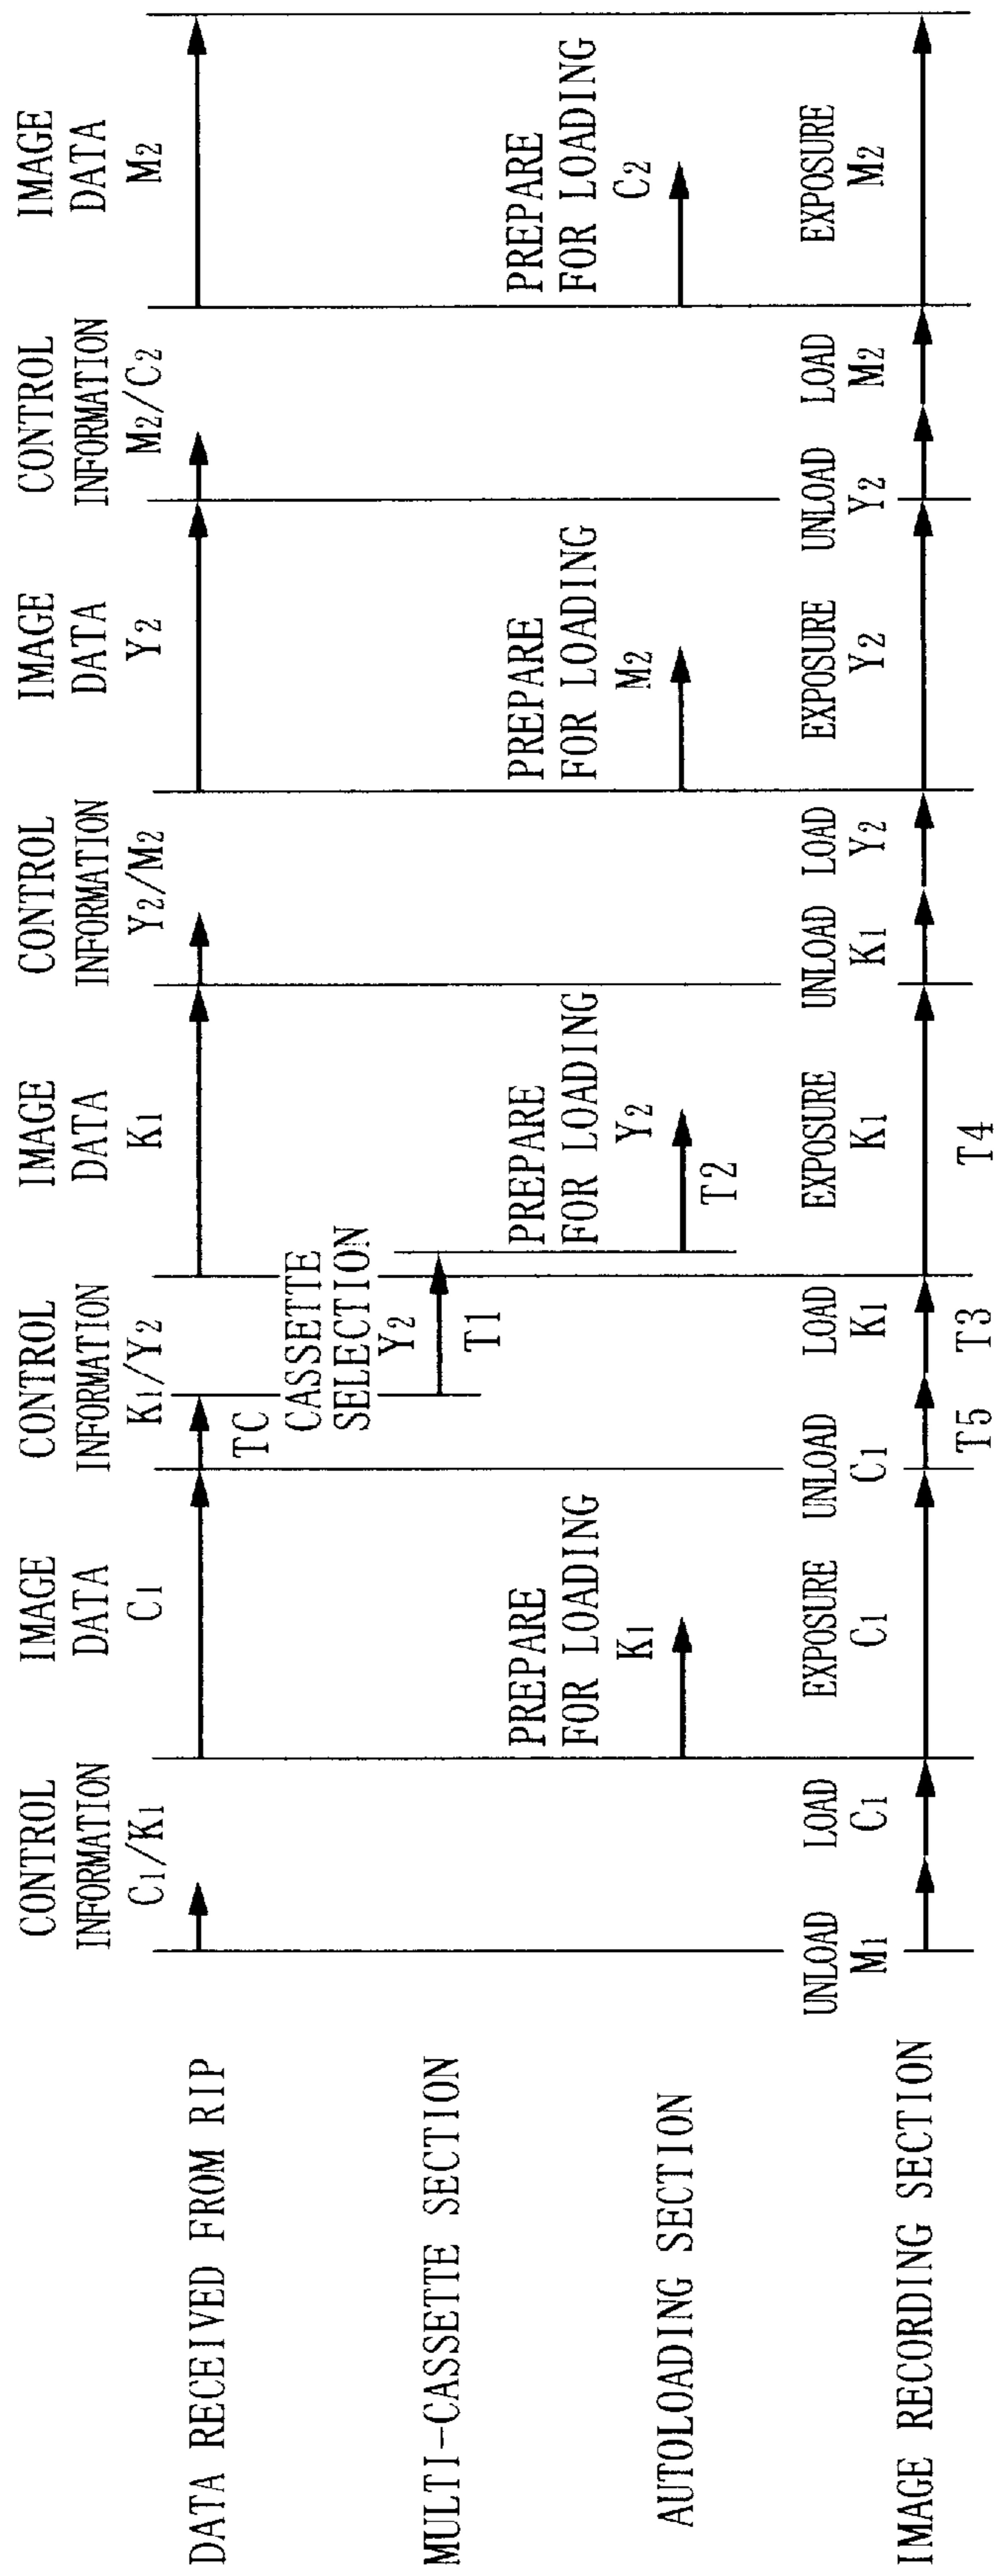 CONTROL
INFORMATION
C1/K1
IMAGE
DATA
C1
CONTROL
INFORMATION
K1/Y2
IMAGE
DATA
K1
CONTROL
INFORMATION
Y2/M2
IMAGE
DATA
Y2
CONTROL
INFORMATION
M2/C2
IMAGE
DATA
M2
DATA RECEIVED FROM RIP
TC
MULTI-CASSETTE SECTION
CASSETTE
SELECTION
Y2
T1
AUTOLOADING SECTION
PREPARE
FOR LOADING
K1
PREPARE
FOR LOADING
Y2
T2
PREPARE
FOR LOADING
M2
PREPARE
FOR LOADING
C2
IMAGE RECORDING SECTION
UNLOAD
M1
LOAD
C1
EXPOSURE
C1
UNLOAD
C1
T5
LOAD
K1
T3
EXPOSURE
K1
T4
UNLOAD
K1
LOAD
Y2
EXPOSURE
Y2
UNLOAD
Y2
LOAD
M2
EXPOSURE
M2